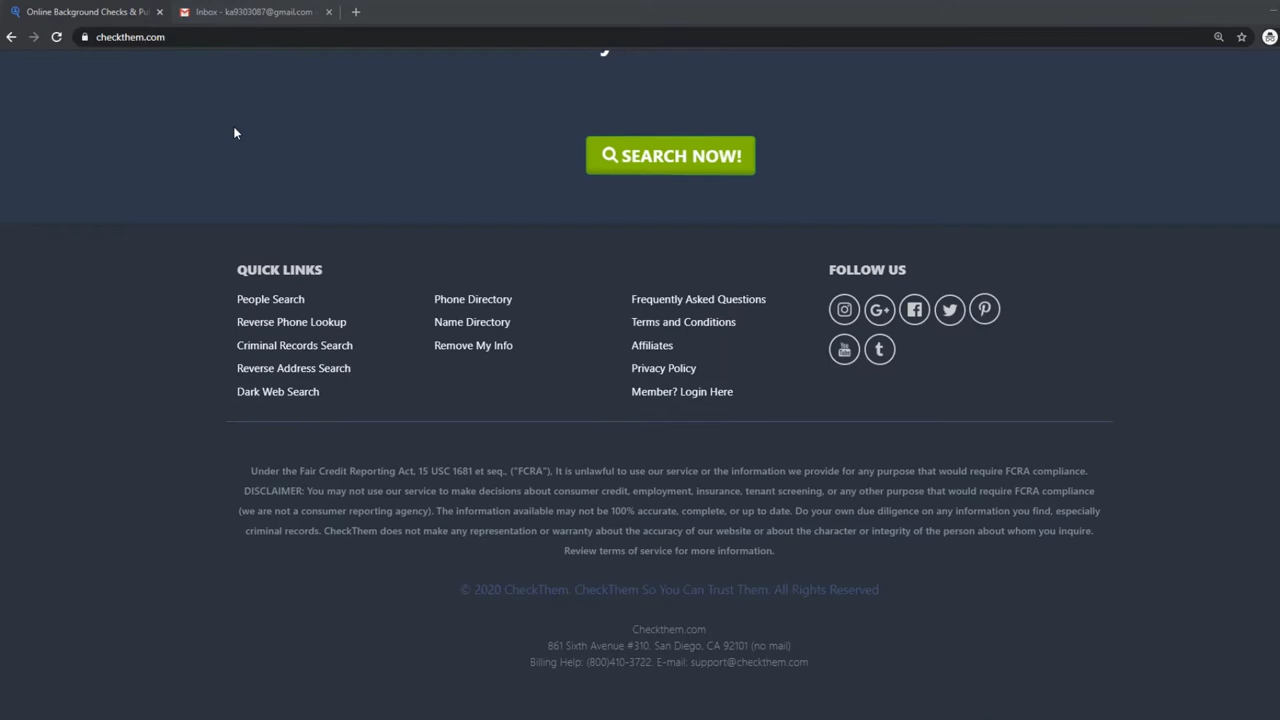 Online Background Checks & Pu
Inbox - ka9303087@gmail.com
checkthem.com
SEARCH NOW!
QUICK LINKS
FOLLOW US
People Search
Phone Directory
Frequently Asked Questions
Reverse Phone Lookup
Name Directory
Terms and Conditions
Criminal Records Search
Remove My Info
Affiliates
Reverse Address Search
Privacy Policy
Dark Web Search
Member? Login Here
Under the Fair Credit Reporting Act, 15 USC 1681 et seq., ("FCRA"), It is unlawful to use our service or the information we provide for any purpose that would require FCRA compliance.
DISCLAIMER: You may not use our service to make decisions about consumer credit, employment, insurance, tenant screening, or any other purpose that would require FCRA compliance
(we are not a consumer reporting agency). The information available may not be 100% accurate, complete, or up to date. Do your own due diligence on any information you find, especially
criminal records. CheckThem does not make any representation or warranty about the accuracy of our website or about the character or integrity of the person about whom you inquire.
Review terms of service for more information.
© 2020 CheckThem. CheckThem So You Can Trust Them. All Rights Reserved
Checkthem.com
861 Sixth Avenue #310. San Diego, CA 92101 (no mail)
Billing Help: (800)410-3722. E-mail: support@checkthem.com